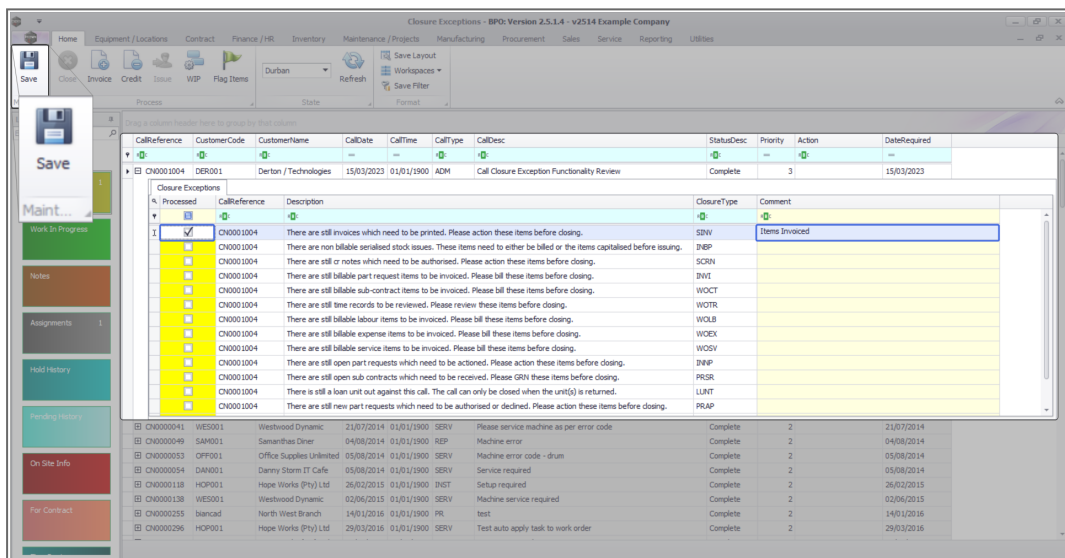 Closure Exceptions - BPO: Version 2.5.1.4 - v2514 Example Company
Home Equipment / Locations Contract Finance / HR Inventory Maintenance / Projects Manufacturing Procurement Sales Service Reporting Utilities
Save Close Invoice Credit Issue WIP Flag Items Durban Refresh Save Layout
Workspaces
Save Filter
Process State Format
Save
Maint...
Drag a column header here to group by that column
CallReference CustomerCode CustomerName CallDate CallTime CallType CallDesc StatusDesc Priority Action DateRequired
CN0001004 DER001 Derton / Technologies 15/03/2023 01/01/1900 ADM Call Closure Exception Functionality Review Complete 3 15/03/2023
Closure Exceptions
Processed CallReference Description ClosureType Comment
CN0001004 There are still invoices which need to be printed. Please action these items before closing. SINV Items Invoiced
CN0001004 There are non billable serialised stock issues. These items need to either be billed or the items capitalised before issuing. INBP
CN0001004 There are still cr notes which need to be authorised. Please action these items before closing. SCRN
CN0001004 There are still billable part request items to be invoiced. Please bill these items before closing. INVI
CN0001004 There are still billable sub-contract items to be invoiced. Please bill these items before closing. WOCT
CN0001004 There are still time records to be reviewed. Please review these items before closing. WOTR
CN0001004 There are still billable labour items to be invoiced. Please bill these items before closing. WOLB
CN0001004 There are still billable expense items to be invoiced. Please bill these items before closing. WOEX
CN0001004 There are still billable service items to be invoiced. Please bill these items before closing. WOSV
CN0001004 There are still open part requests which need to be actioned. Please action these items before closing. INNP
CN0001004 There are still open sub contracts which need to be received. Please GRN these items before closing. PRSR
CN0001004 There is still a loan unit out against this call. The call can only be closed when the unit(s) is returned. LUNT
CN0001004 There are still new part requests which need to be authorised or declined. Please action these items before closing. PRAP
CN0000041 WES001 Westwood Dynamic 21/07/2014 01/01/1900 SERV Please service machine as per error code Complete 2 21/07/2014
CN0000049 SAM001 Samanthas Diner 04/08/2014 01/01/1900 REP Machine error Complete 2 04/08/2014
CN0000053 OFF001 Office Supplies Unlimited 05/08/2014 01/01/1900 SERV Machine error code - drum Complete 2 05/08/2014
CN0000054 DAN001 Danny Storm IT Cafe 05/08/2014 01/01/1900 SERV Service required Complete 2 05/08/2014
CN0000118 HOP001 Hope Works (Pty) Ltd 26/02/2015 01/01/1900 INST Setup required Complete 2 26/02/2015
CN0000138 WES001 Westwood Dynamic 02/06/2015 01/01/1900 SERV Machine service required Complete 2 02/06/2015
CN0000255 biancad North West Branch 14/01/2016 01/01/1900 PR test Complete 2 14/01/2016
CN0000296 HOP001 Hope Works (Pty) Ltd 29/03/2016 01/01/1900 SERV Test auto apply task to work order Complete 2 29/03/2016
1
Work In Progress
Notes
Assignments 1
Hold History
Pending History
On Site Info
For Contract